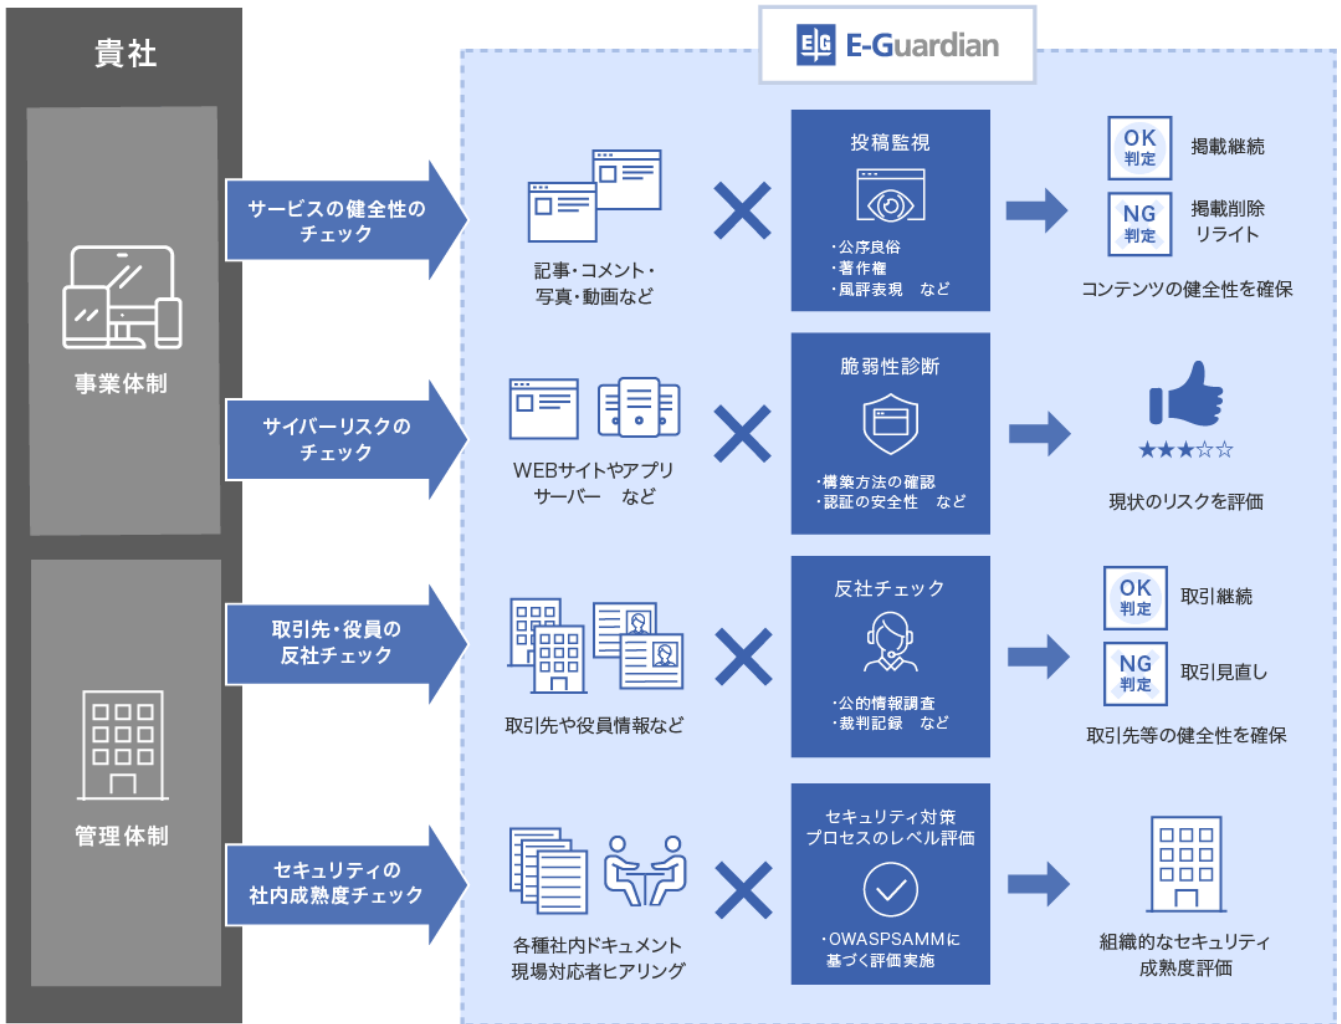 貴社
事業体制
管理体制
E-Guardian
サービスの健全性の
チェック
記事・コメント・
写真・動画など
投稿監視
・公序良俗
・著作権
・風評表現 など
OK
判定
掲載継続
NG
判定
掲載削除
リライト
コンテンツの健全性を確保
サイバーリスクの
チェック
WEBサイトやアプリ
サーバー など
脆弱性診断
・構築方法の確認
・認証の安全性 など
★★★☆☆
現状のリスクを評価
取引先・役員の
反社チェック
取引先や役員情報など
反社チェック
・公的情報調査
・裁判記録 など
OK
判定
取引継続
NG
判定
取引見直し
取引先等の健全性を確保
セキュリティの
社内成熟度チェック
各種社内ドキュメント
現場対応者ヒアリング
セキュリティ対策
プロセスのレベル評価
・OWASPSAMMに
基づく評価実施
組織的なセキュリティ
成熟度評価